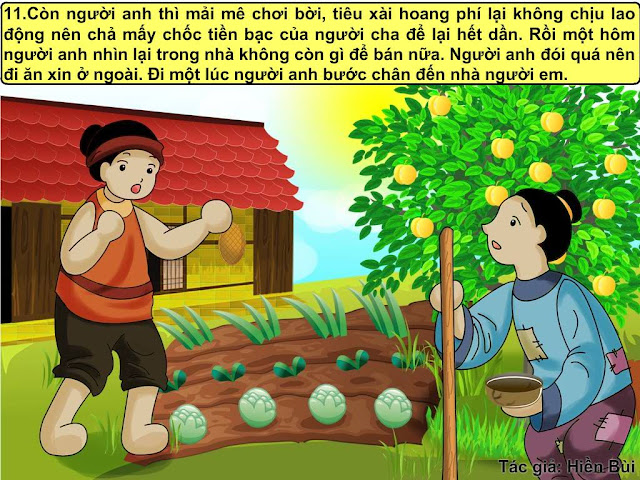 11.Còn người anh thì mải mê chơi bời, tiêu xài hoang phí lại không chịu lao
động nên chả mấy chốc tiền bạc của người cha để lại hết dần. Rồi một hôm
người anh nhìn lại trong nhà không còn gì để bán nữa. Người anh đói quá nên
đi ăn xin ở ngoài. Đi một lúc người anh bước chân đến nhà người em.
Tác giả: Hiền Bùi